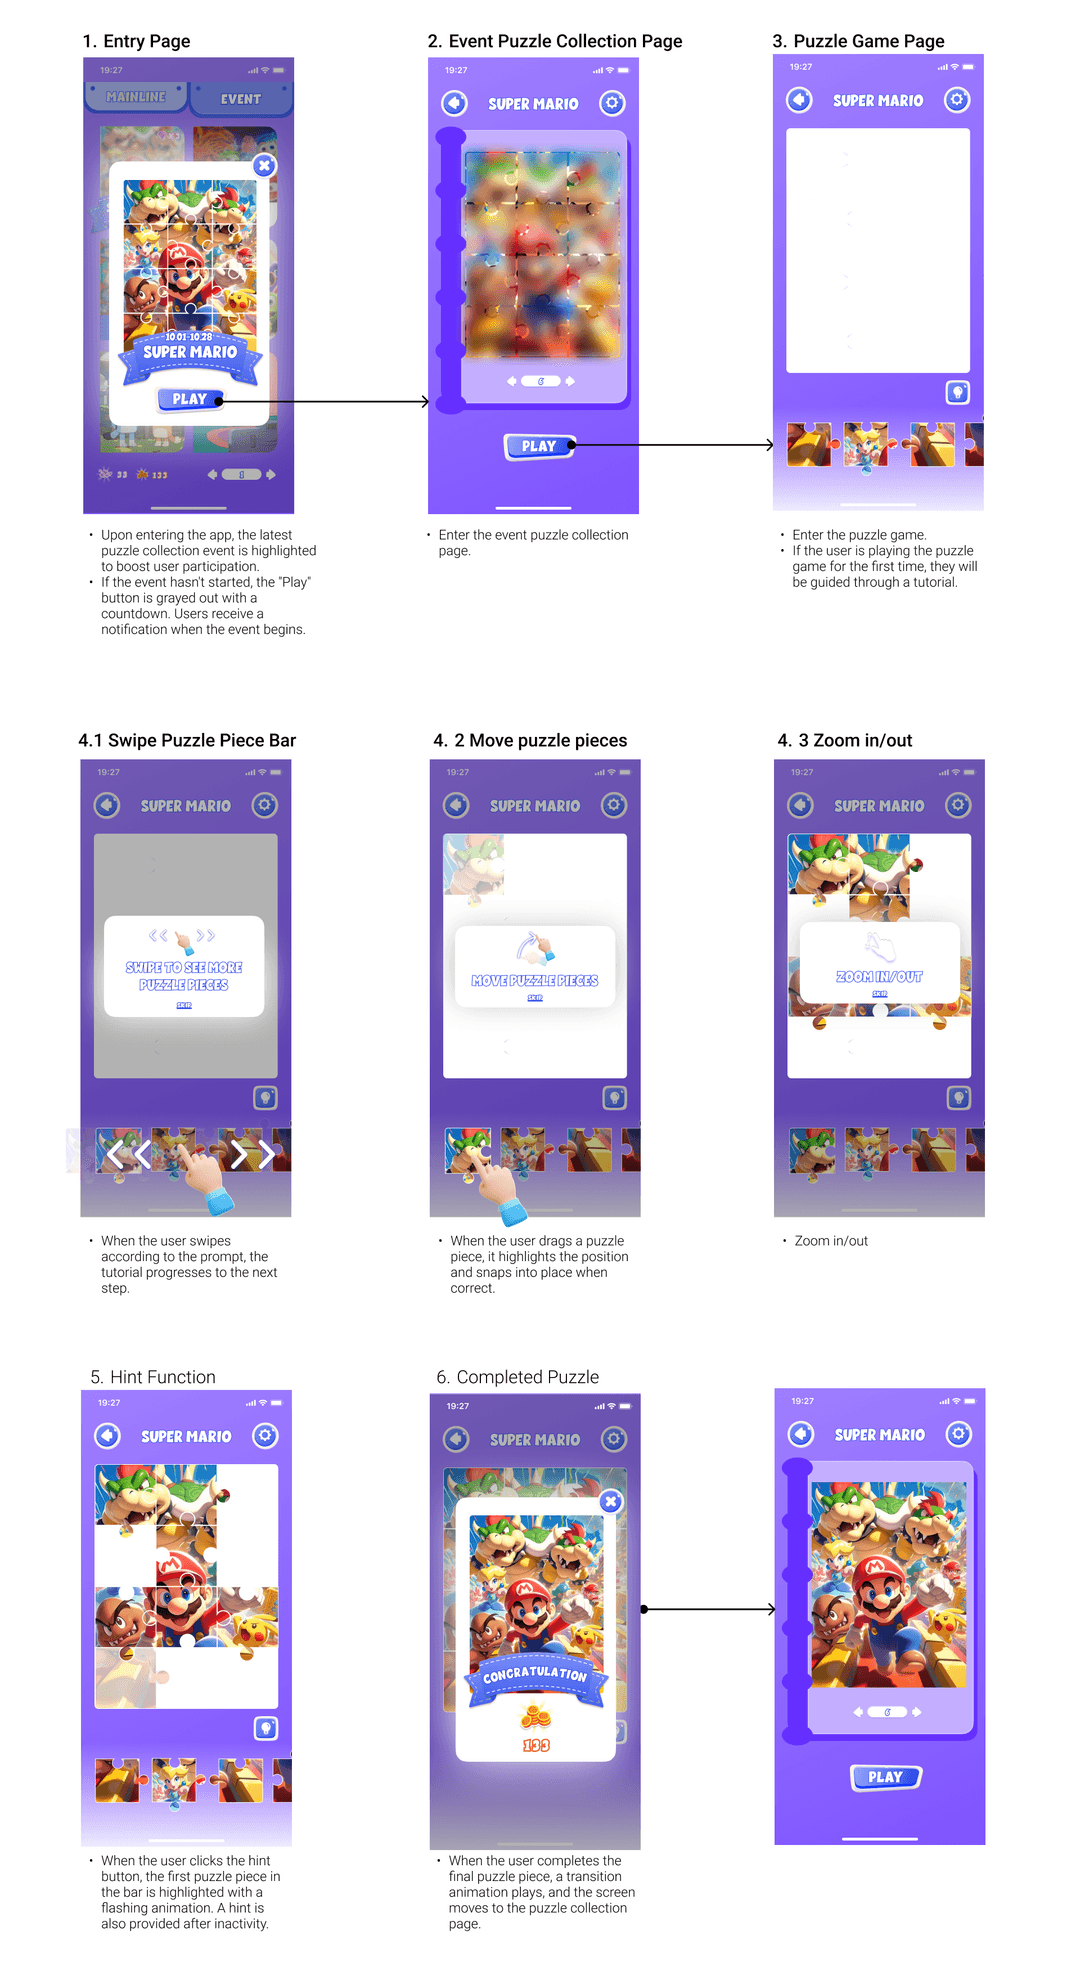 1. Entry Page
19:27
MAINLINE
EVENT
10.01-10.28
SUPER MARIO
PLAY
33
133
6
• Upon entering the app, the latest
puzzle collection event is highlighted
to boost user participation.
• If the event hasn't started, the "Play"
button is grayed out with a
countdown. Users receive a
notification when the event begins.
2. Event Puzzle Collection Page
19:27
SUPER MARIO
6
PLAY
• Enter the event puzzle collection
page.
3. Puzzle Game Page
19:27
SUPER MARIO
• Enter the puzzle game.
• If the user is playing the puzzle
game for the first time, they will
be guided through a tutorial.
4.1 Swipe Puzzle Piece Bar
19:27
SUPER MARIO
SWIPE TO SEE MORE
PUZZLE PIECES
SKIP
• When the user swipes
according to the prompt, the
tutorial progresses to the next
step.
4. 2 Move puzzle pieces
19:27
SUPER MARIO
MOVE PUZZLE PIECES
SKIP
• When the user drags a puzzle
piece, it highlights the position
and snaps into place when
correct.
4. 3 Zoom in/out
19:27
SUPER MARIO
ZOOM IN/OUT
SKIP
• Zoom in/out
5. Hint Function
19:27
SUPER MARIO
• When the user clicks the hint
button, the first puzzle piece in
the bar is highlighted with a
flashing animation. A hint is
also provided after inactivity.
6. Completed Puzzle
19:27
SUPER MARIO
CONGRATULATION
133
• When the user completes the
final puzzle piece, a transition
animation plays, and the screen
moves to the puzzle collection
page.
19:27
SUPER MARIO
6
PLAY